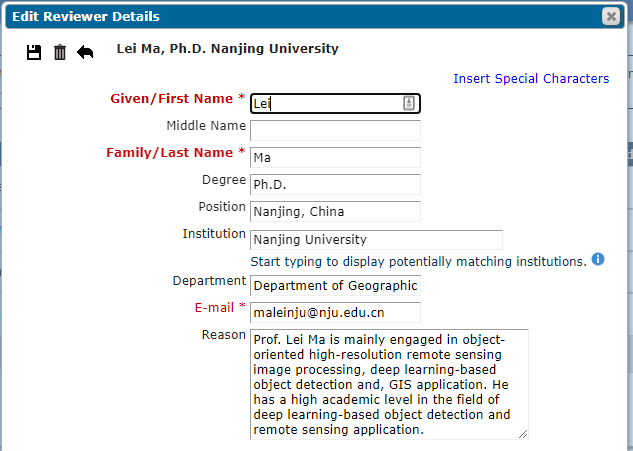 Edit Reviewer Details
Lei Ma, Ph.D. Nanjing University
Insert Special Characters
Given/First Name * Lei
Middle Name
Family/Last Name * Ma
Degree Ph.D.
Position Nanjing, China
Institution Nanjing University
Start typing to display potentially matching institutions.
Department Department of Geographic
E-mail * maleinju@nju.edu.cn
Reason Prof. Lei Ma is mainly engaged in object-
oriented high-resolution remote sensing
image processing, deep learning-based
object detection and, GIS application. He
has a high academic level in the field of
deep learning-based object detection and
remote sensing application.